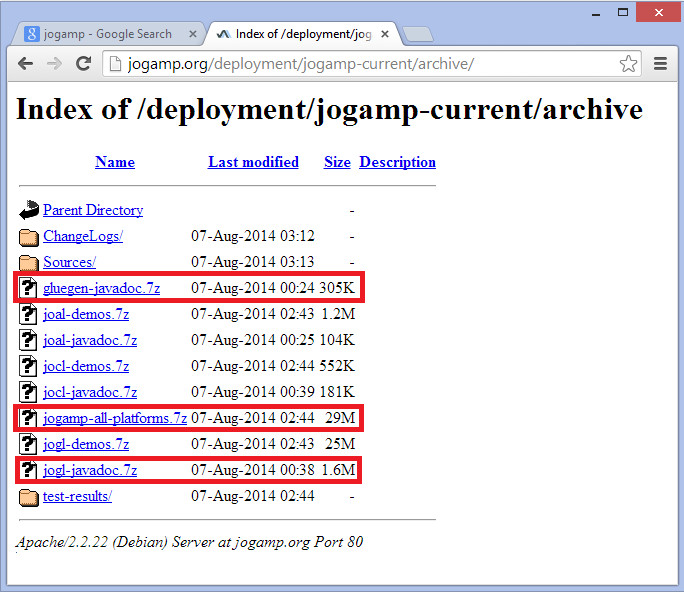 jogamp - Google Search
Index of /deployment/jog
jogamp.org/deployment/jogamp-current/archive/
Index of /deployment/jogamp-current/archive
Name Last modified Size Description
Parent Directory -
ChangeLogs/ 07-Aug-2014 03:12 -
Sources/ 07-Aug-2014 03:13 -
gluegen-javadoc.7z 07-Aug-2014 00:24 305K
joal-demos.7z 07-Aug-2014 02:43 1.2M
joal-javadoc.7z 07-Aug-2014 00:25 104K
jocl-demos.7z 07-Aug-2014 02:44 552K
jocl-javadoc.7z 07-Aug-2014 00:39 181K
jogamp-all-platforms.7z 07-Aug-2014 02:44 29M
jogl-demos.7z 07-Aug-2014 02:43 25M
jogl-javadoc.7z 07-Aug-2014 00:38 1.6M
test-results/ 07-Aug-2014 02:44 -
Apache/2.2.22 (Debian) Server at jogamp.org Port 80